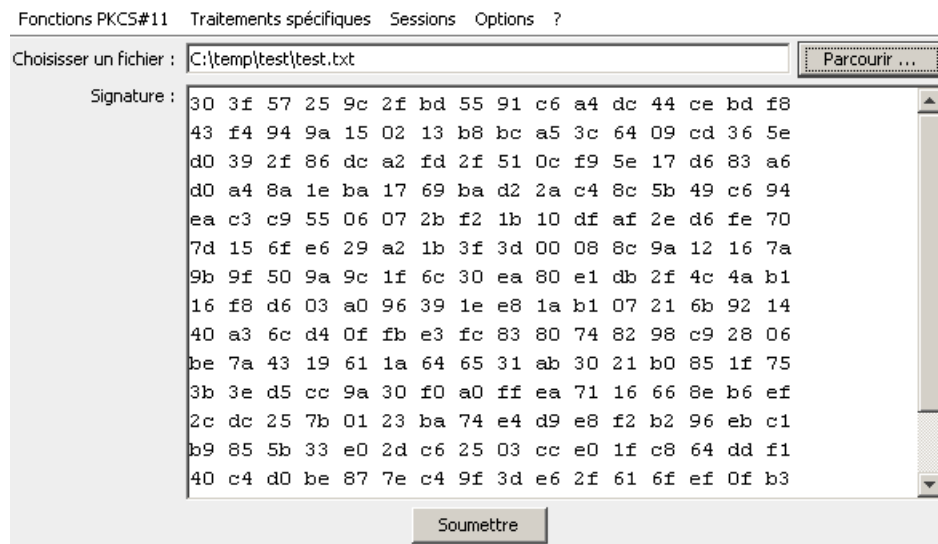 Fonctions PKCS#11 Traitements spécifiques Sessions Options ?
Choisisser un fichier : C:\temp\test\test.txt Parcourir ...
Signature : 30 3f 57 25 9c 2f bd 55 91 c6 a4 dc 44 ce bd f8
43 f4 94 9a 15 02 13 b8 bc a5 3c 64 09 cd 36 5e
d0 39 2f 86 dc a2 fd 2f 51 0c f9 5e 17 d6 83 a6
d0 a4 8a 1e ba 17 69 ba d2 2a c4 8c 5b 49 c6 94
ea c3 c9 55 06 07 2b f2 1b 10 df af 2e d6 fe 70
7d 15 6f e6 29 a2 1b 3f 3d 00 08 8c 9a 12 16 7a
9b 9f 50 9a 9c 1f 6c 30 ea 80 e1 db 2f 4c 4a b1
16 f8 d6 03 a0 96 39 1e e8 1a b1 07 21 6b 92 14
40 a3 6c d4 0f fb e3 fc 83 80 74 82 98 c9 28 06
be 7a 43 19 61 1a 64 65 31 ab 30 21 b0 85 1f 75
3b 3e d5 cc 9a 30 f0 a0 ff ea 71 16 66 8e b6 ef
2c dc 25 7b 01 23 ba 74 e4 d9 e8 f2 b2 96 eb c1
b9 85 5b 33 e0 2d c6 25 03 cc e0 1f c8 64 dd f1
40 c4 d0 be 87 7e c4 9f 3d e6 2f 61 6f ef 0f b3
Soumettre